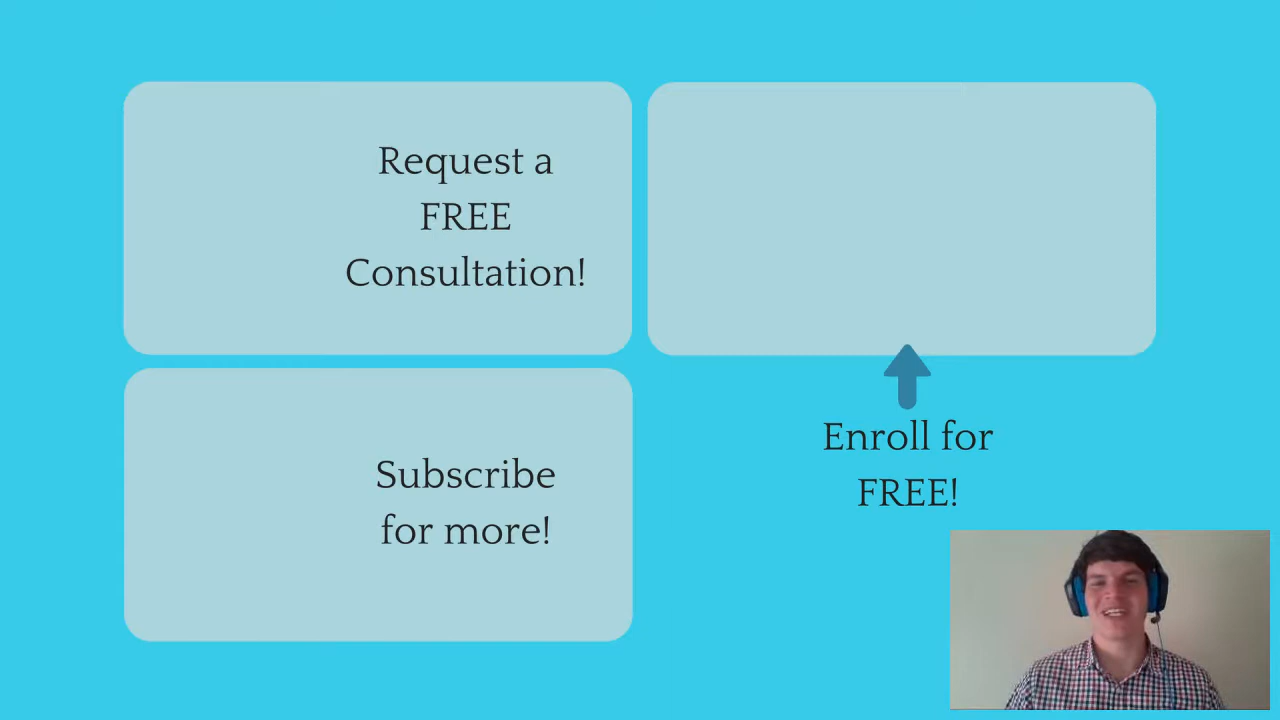 Request a
FREE
Consultation!
Subscribe
for more!
Enroll for
FREE!